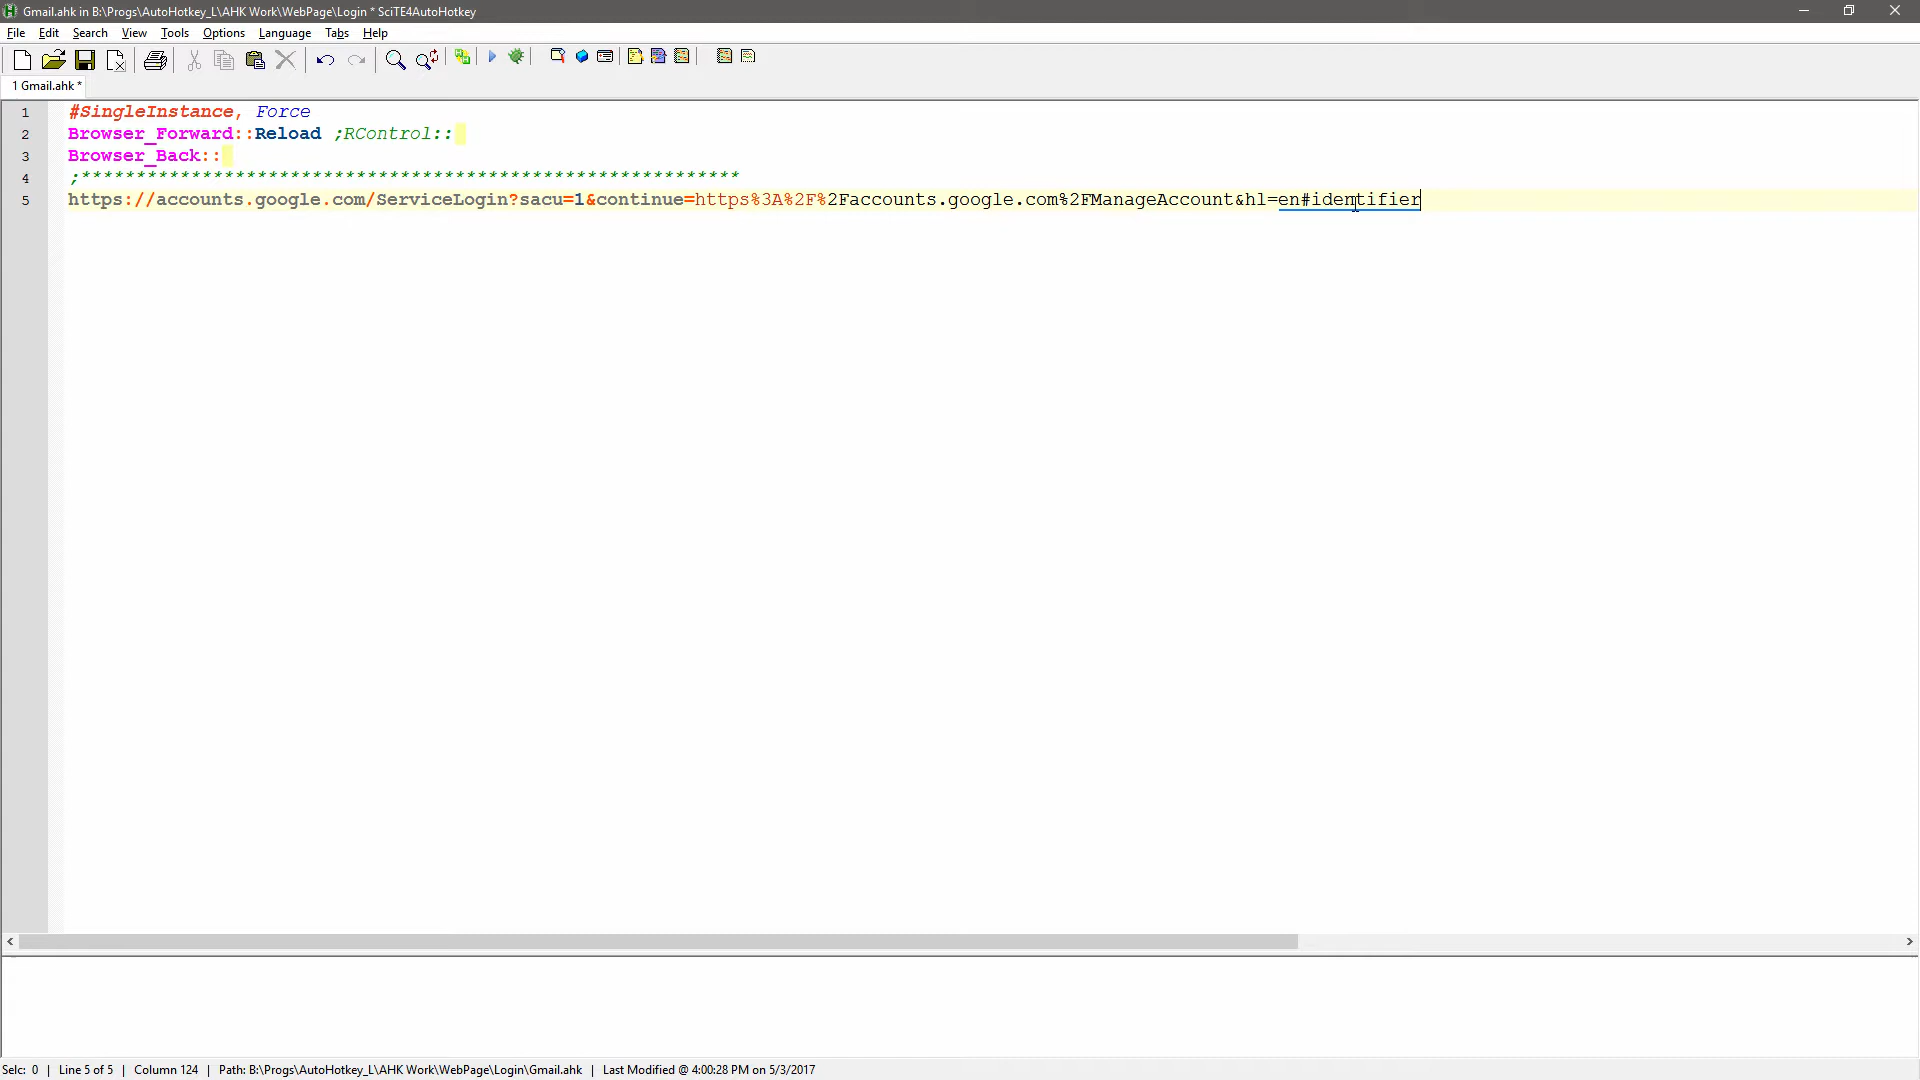 Gmail.ahk in B:\Progs\AutoHotkey_L\AHK Work\WebPage\Login * SciTE4AutoHotkey
File Edit Search View Tools Options Language Tabs Help
1 Gmail.ahk *
1 #SingleInstance, Force
2 Browser_Forward::Reload ;RControl::
3 Browser_Back::
4 ;************************************************************
5 https://accounts.google.com/ServiceLogin?sacu=1&continue=https%3A%2F%2Faccounts.google.com%2FManageAccount&hl=en#identifier
Selc: 0 | Line 5 of 5 | Column 124 | Path: B:\Progs\AutoHotkey_L\AHK Work\WebPage\Login\Gmail.ahk | Last Modified @ 4:00:28 PM on 5/3/2017